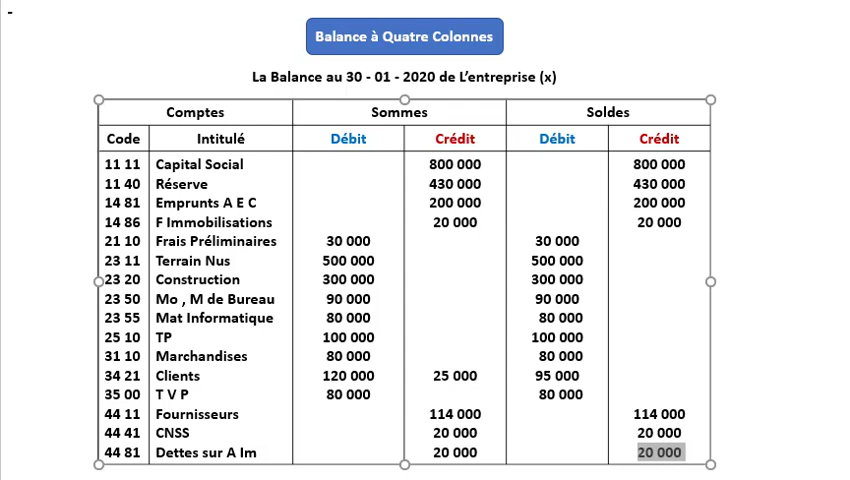 -
Balance à Quatre Colonnes
La Balance au 30 - 01 - 2020 de L’entreprise (x)
Comptes Sommes Soldes
Code Intitulé Débit Crédit Débit Crédit
11 11 Capital Social 800 000 800 000
11 40 Réserve 430 000 430 000
14 81 Emprunts A E C 200 000 200 000
14 86 F Immobilisations 20 000 20 000
21 10 Frais Préliminaires 30 000 30 000
23 11 Terrain Nus 500 000 500 000
23 20 Construction 300 000 300 000
23 50 Mo , M de Bureau 90 000 90 000
23 55 Mat Informatique 80 000 80 000
25 10 TP 100 000 100 000
31 10 Marchandises 80 000 80 000
34 21 Clients 120 000 25 000 95 000
35 00 T V P 80 000 80 000
44 11 Fournisseurs 114 000 114 000
44 41 CNSS 20 000 20 000
44 81 Dettes sur A Im 20 000 20 000